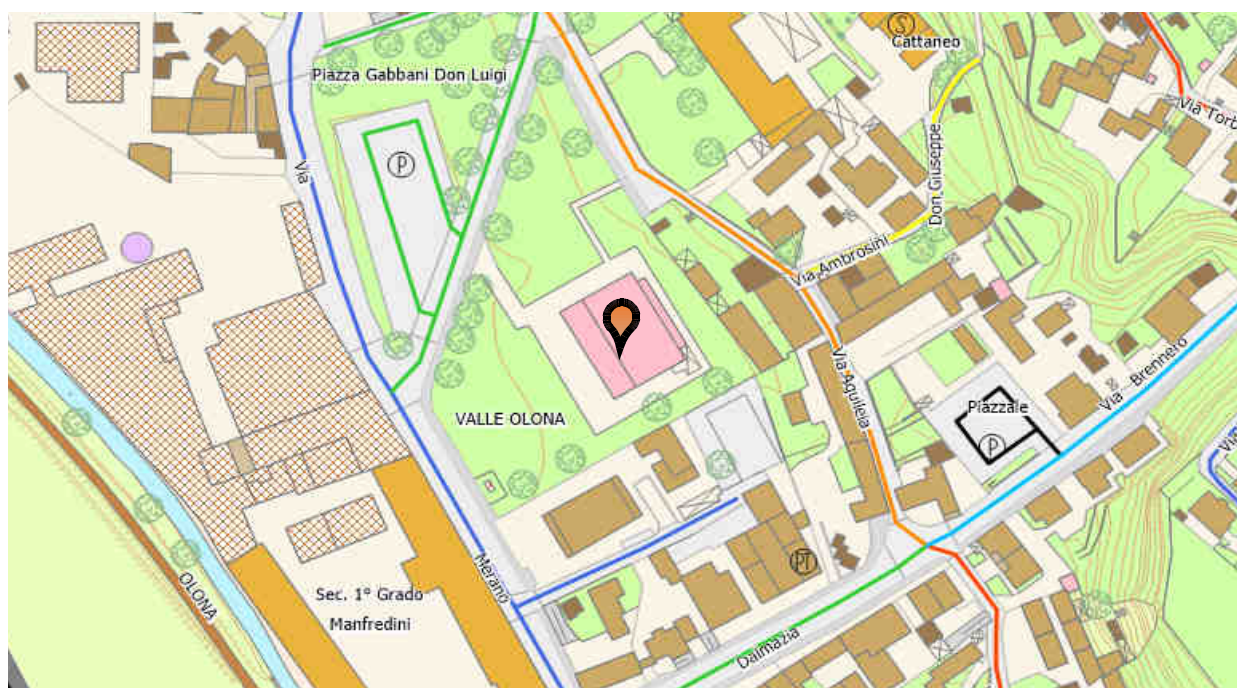 S
Cattaneo
Piazza Gabbani Don Luigi
Via Torb
P
Via
Don Giuseppe
Via Ambrosini
Via Aquileia
Via Brennero
Piazzale
P
VALLE OLONA
Merano
PT
OLONA
Sec. 1° Grado
Manfredini
Dalmazia